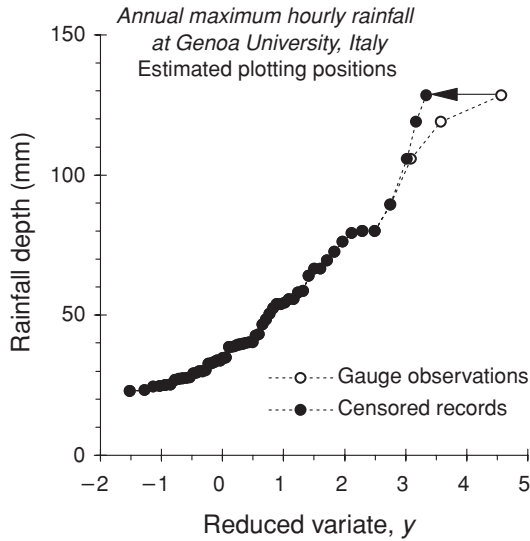 Annual maximum hourly rainfall
at Genoa University, Italy
Estimated plotting positions
150
100
50
0
Rainfall depth (mm)
Gauge observations
Censored records
−2 −1 0 1 2 3 4 5
Reduced variate, y